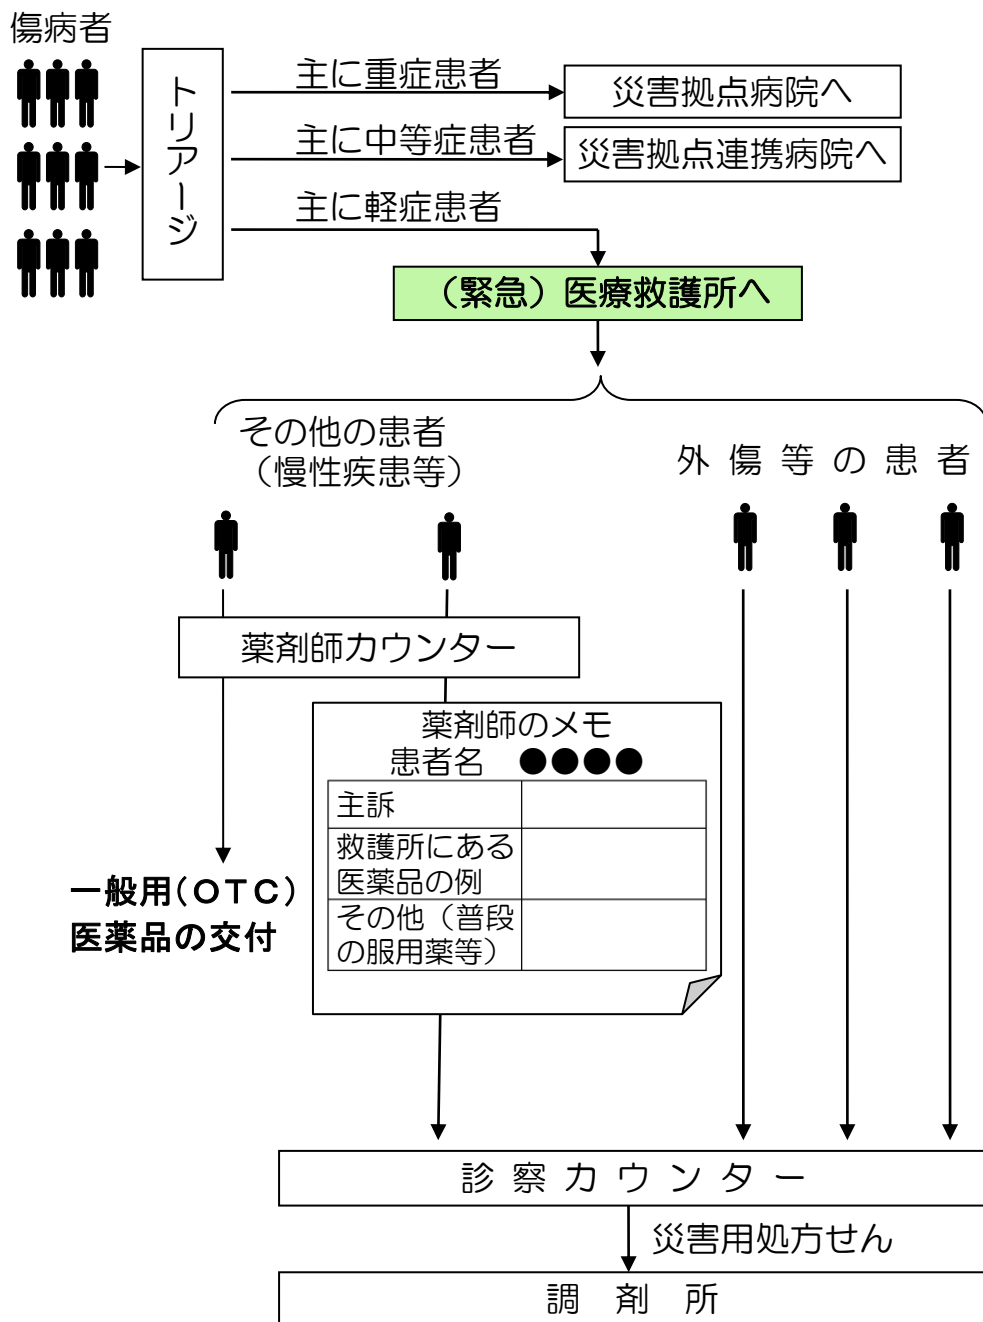 傷病者
トリアージ
主に重症患者
災害拠点病院へ
主に中等症患者
災害拠点連携病院へ
主に軽症患者
（緊急）医療救護所へ
その他の患者
（慢性疾患等）
外傷等の患者
薬剤師カウンター
薬剤師のメモ
患者名 ●●●●
主訴
救護所にある
医薬品の例
その他（普段
の服用薬等）
一般用（ＯＴＣ）
医薬品の交付
診察カウンター
災害用処方せん
調剤所